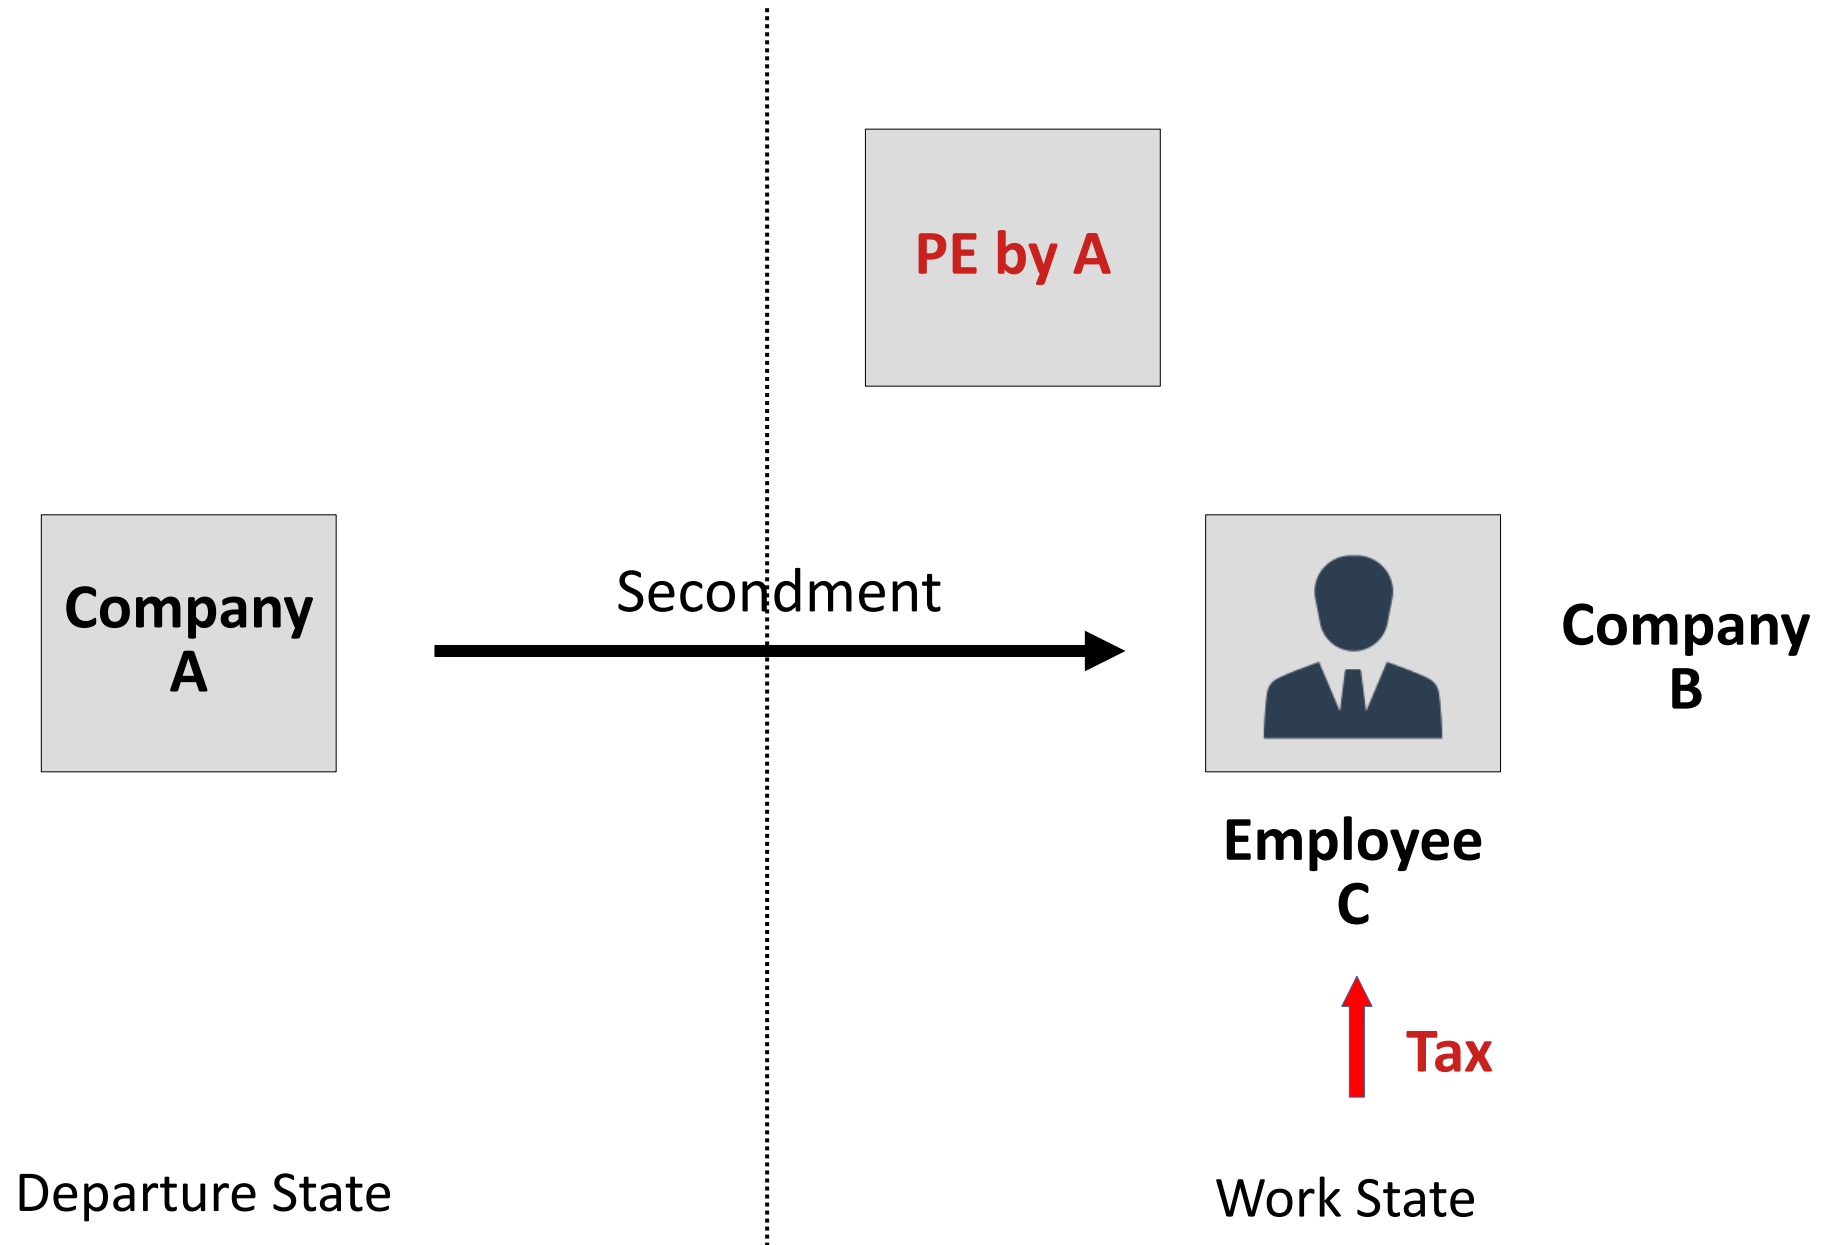 PE by A
Secondment
Company
A
Company
B
Employee
C
Tax
Departure State
Work State